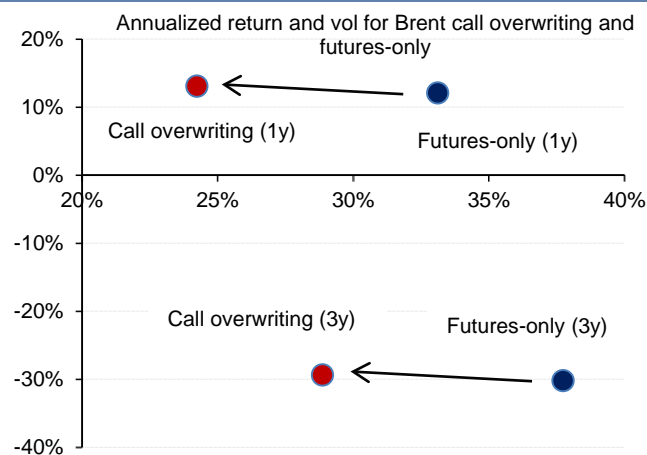 Annualized return and vol for Brent call overwriting and
futures-only
20%
10%
Call overwriting (1y)
Futures-only (1y)
0%
20%
25%
30%
35%
40%
-10%
-20%
Call overwriting (3y)
Futures-only (3y)
-30%
-40%